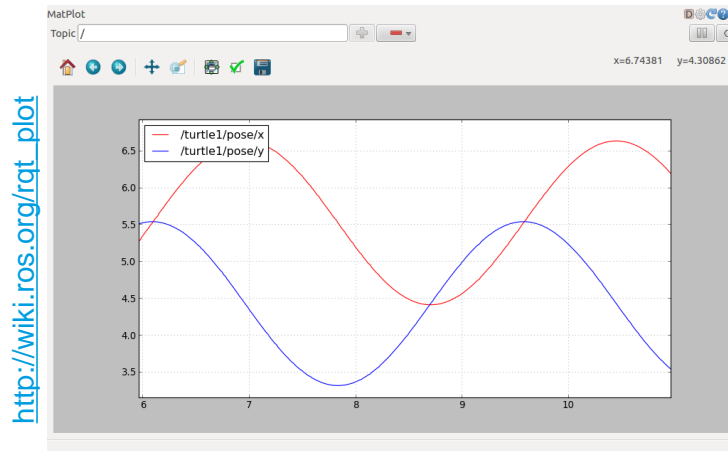 http://wiki.ros.org/rqt_plot
MatPlot
D
Topic /
x=6.74381 y=4.30862
/turtle1/pose/x
/turtle1/pose/y
6.5
6.0
5.5
5.0
4.5
4.0
3.5
6 7 8 9 10